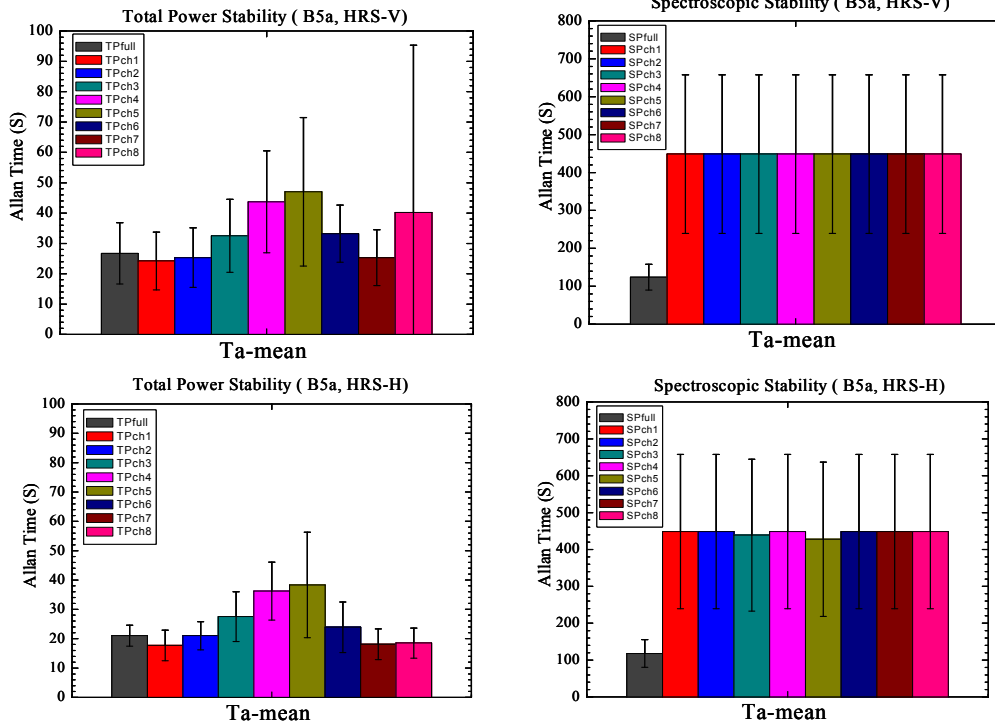 Total Power Stability ( B5a, HRS-V)
100
90
80
70
60
50
40
30
20
10
0
Allan Time (S)
TPfull
TPch1
TPch2
TPch3
TPch4
TPch5
TPch6
TPch7
TPch8
Ta-mean
Spectroscopic Stability ( B5a, HRS-V)
800
700
600
500
400
300
200
100
0
Allan Time (S)
SPfull
SPch1
SPch2
SPch3
SPch4
SPch5
SPch6
SPch7
SPch8
Ta-mean
Total Power Stability ( B5a, HRS-H)
100
90
80
70
60
50
40
30
20
10
0
Allan Time (S)
TPfull
TPch1
TPch2
TPch3
TPch4
TPch5
TPch6
TPch7
TPch8
Ta-mean
Spectroscopic Stability ( B5a, HRS-H)
800
700
600
500
400
300
200
100
0
Allan Time (S)
SPfull
SPch1
SPch2
SPch3
SPch4
SPch5
SPch6
SPch7
SPch8
Ta-mean